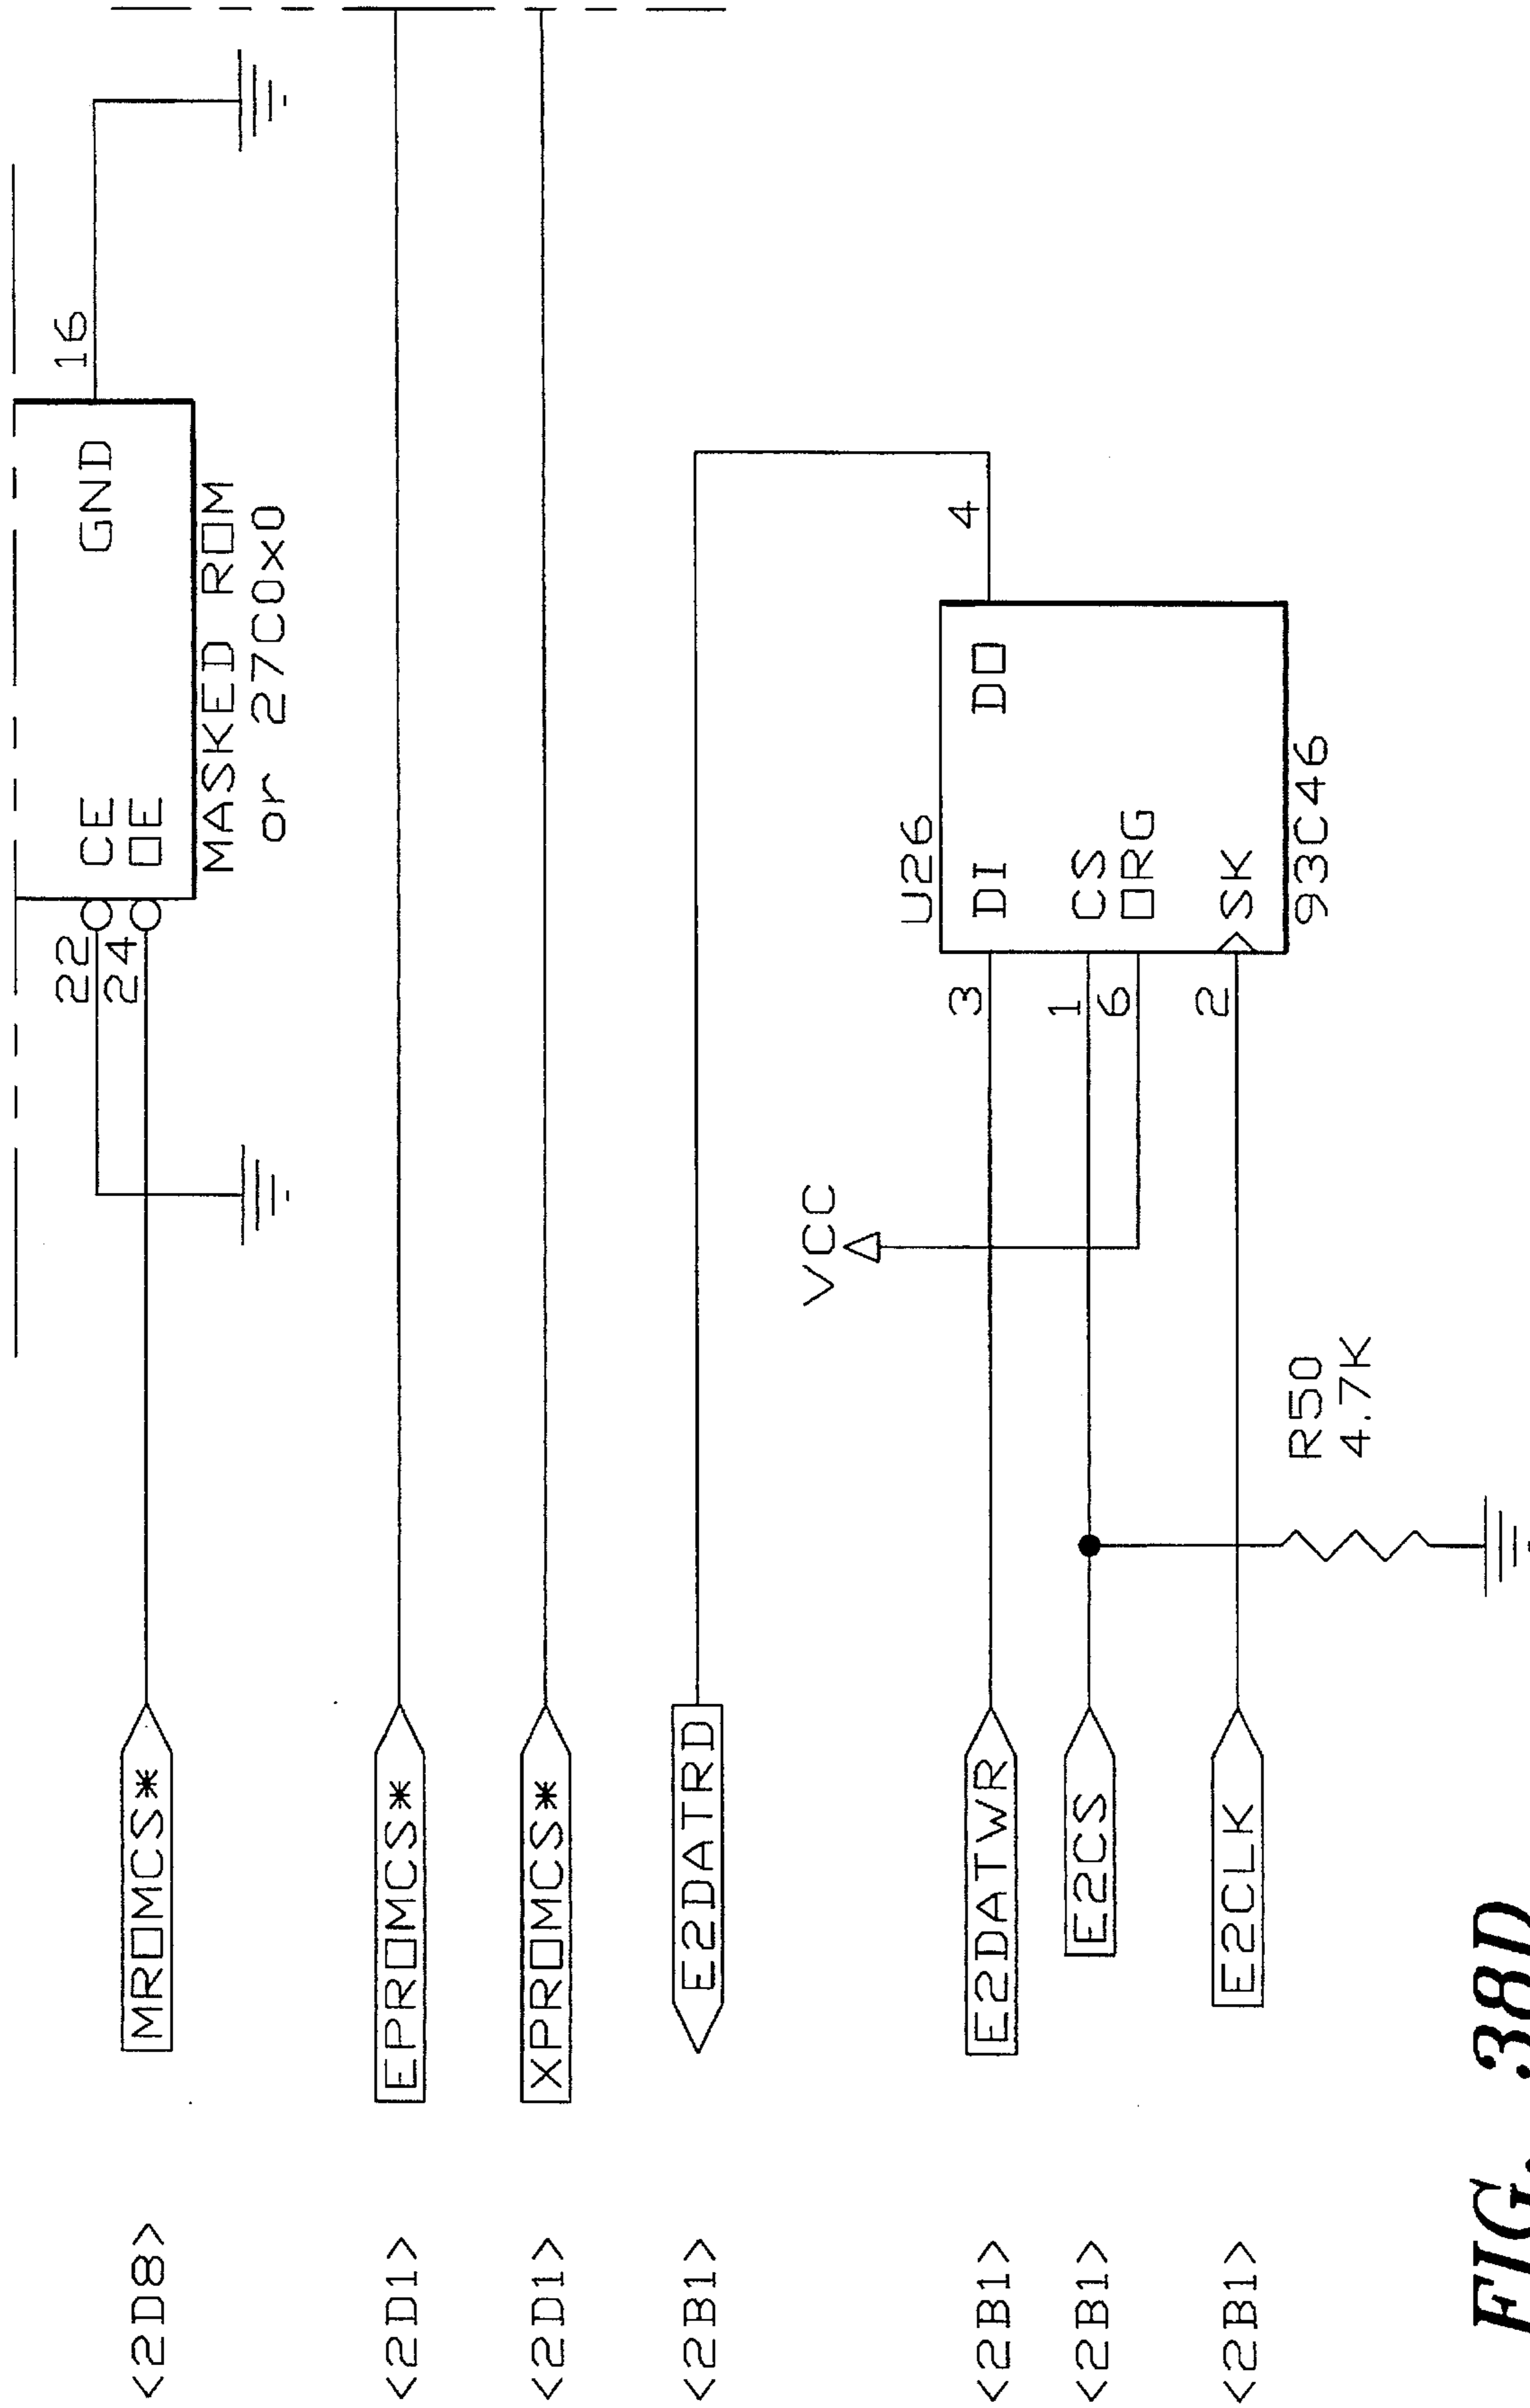 <2D8> MROMCS* 22 CE GND 16
24 OE
MASKED ROM
or 27C0x0
<2D1> EPROMCS*
<2D1> XPROMCS*
<2B1> E2DATRD
VCC
U26
<2B1> E2DATWR 3 DI DO 4
<2B1> E2CS 1 CS
6 ORG
<2B1> E2CLK 2 SK
93C46
R50
4.7K
FIG. 38D